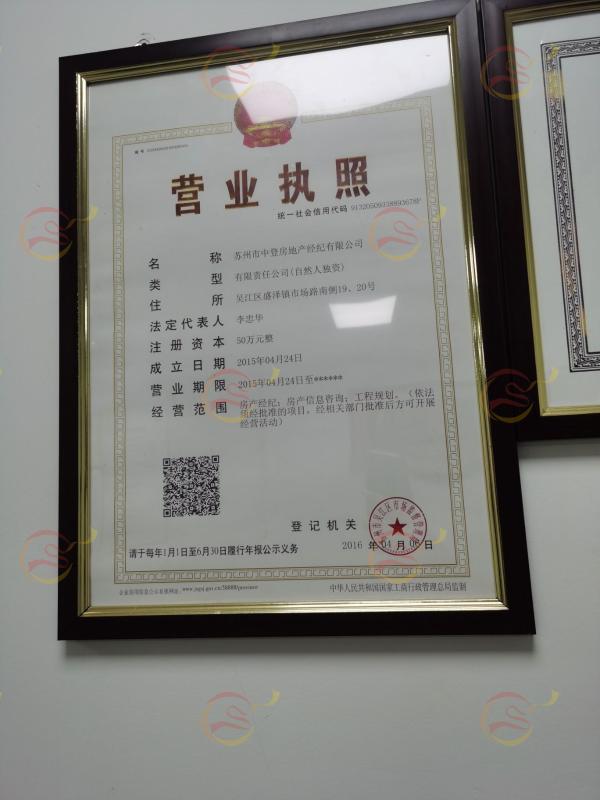 编 号
营业执照
统一社会信用代码
名 称 苏州市中登房地产经纪有限公司
类 型 有限责任公司(自然人独资)
住 所 吴江区盛泽镇市场路南侧19、20号
法定代表人 李忠华
注册资本 50万元整
成立日期 2015年04月24日
营业期限 2015年04月24日至******
经营范围 房产经纪；房产信息咨询；工程规划。（依法
须经批准的项目，经相关部门批准后方可开展
经营活动）
登记机关
2016 年 04 月 06 日
请于每年1月1日至6月30日履行年报公示义务
中华人民共和国国家工商行政管理总局监制